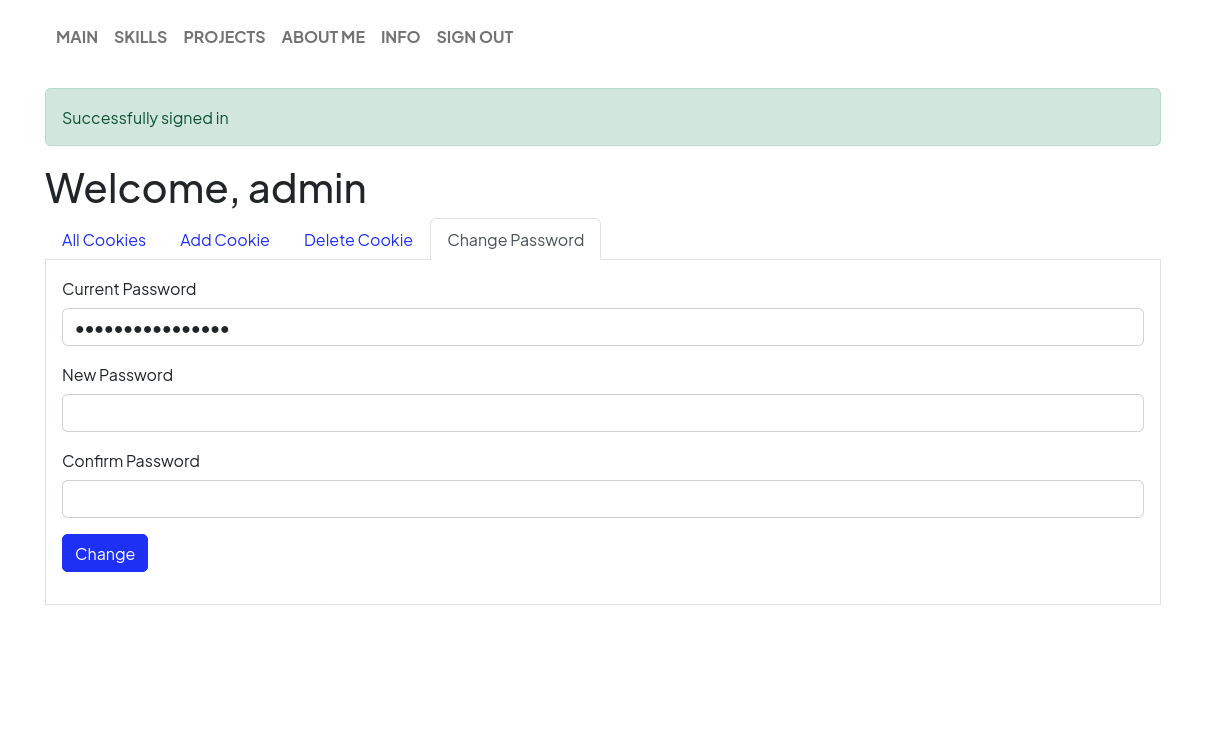 MAIN SKILLS PROJECTS ABOUT ME INFO SIGN OUT
Successfully signed in
Welcome, admin
All Cookies Add Cookie Delete Cookie Change Password
Current Password
••••••••••••••••
New Password
Confirm Password
Change